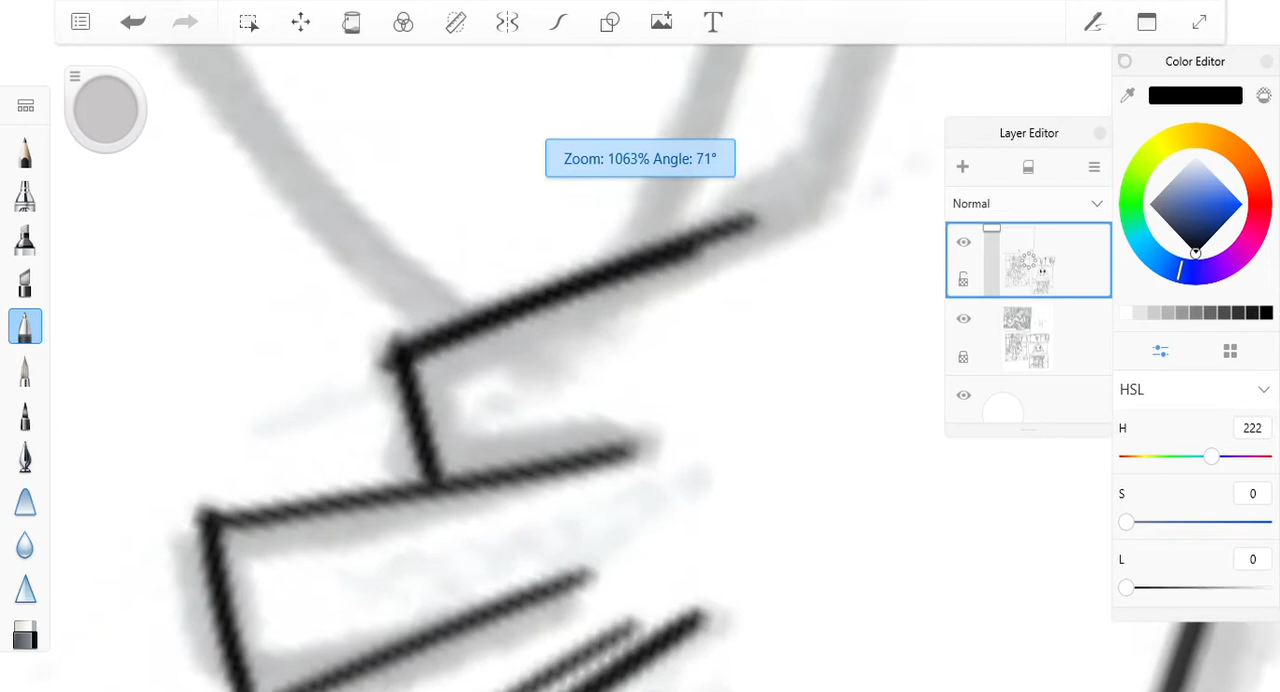 Color Editor
Zoom: 1063% Angle: 71°
Layer Editor
Normal
HSL
H 222
S 0
L 0